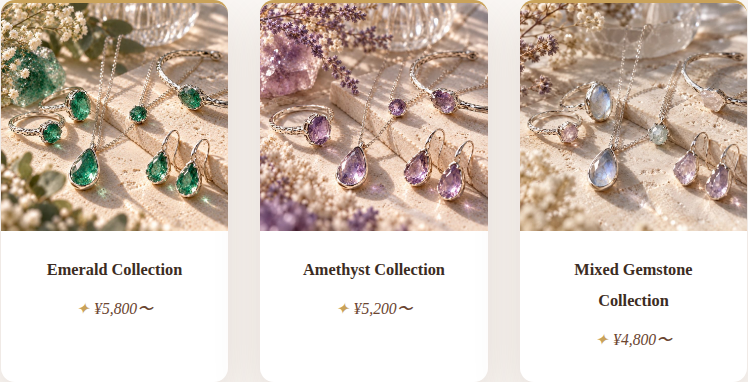 Emerald Collection
✦ ¥5,800〜
Amethyst Collection
✦ ¥5,200〜
Mixed Gemstone
Collection
✦ ¥4,800〜